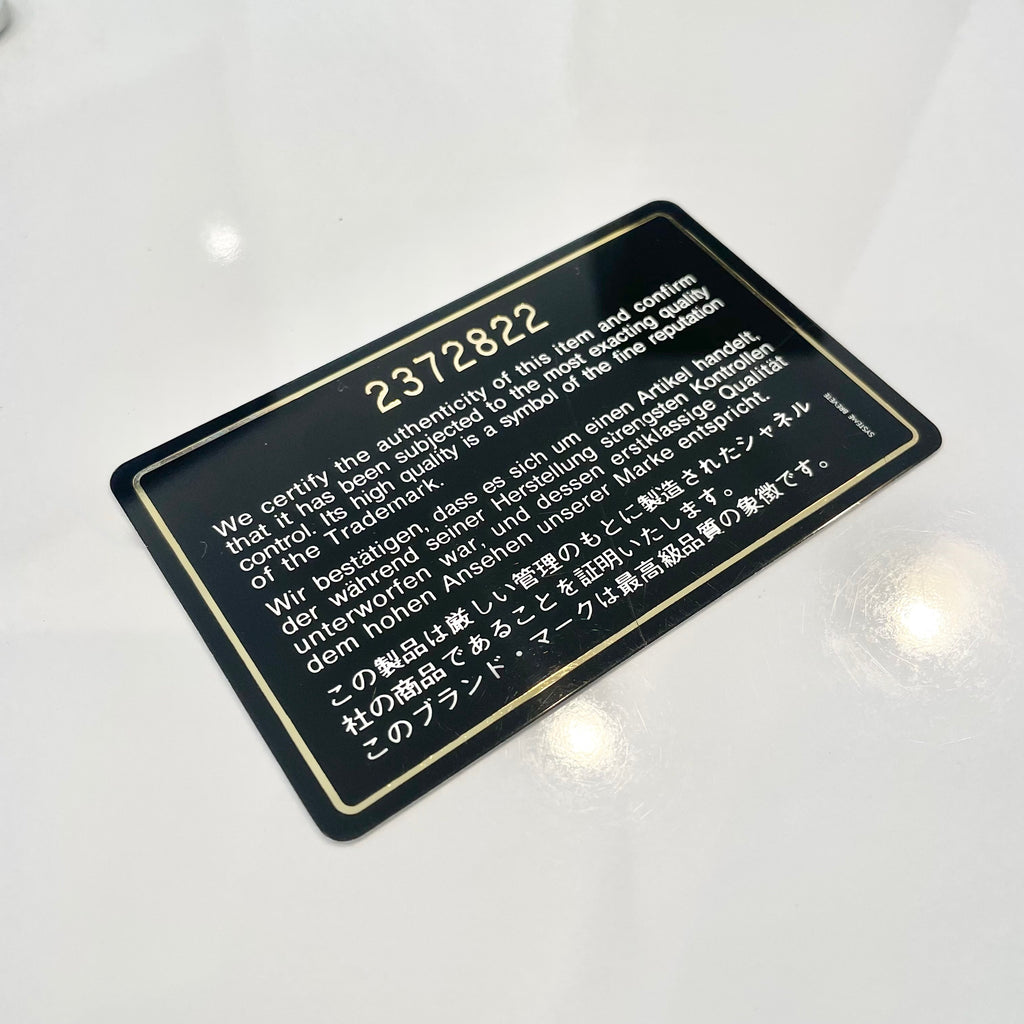 2372822
We certify the authenticity of this item and confirm
that it has been subjected to the most exacting quality
control. Its high quality is a symbol of the fine reputation
of the Trademark.
Wir bestätigen, dass es sich um einen Artikel handelt,
der während seiner Herstellung strengsten Kontrollen
unterworfen war, und dessen erstklassige Qualität
dem hohen Ansehen unserer Marke entspricht.
この製品は厳しい管理のもとに製造されたシャネル
社の商品であることを証明いたします。
このブランド・マークは最高級品質の象徴です。
SYSTEME BREVETE